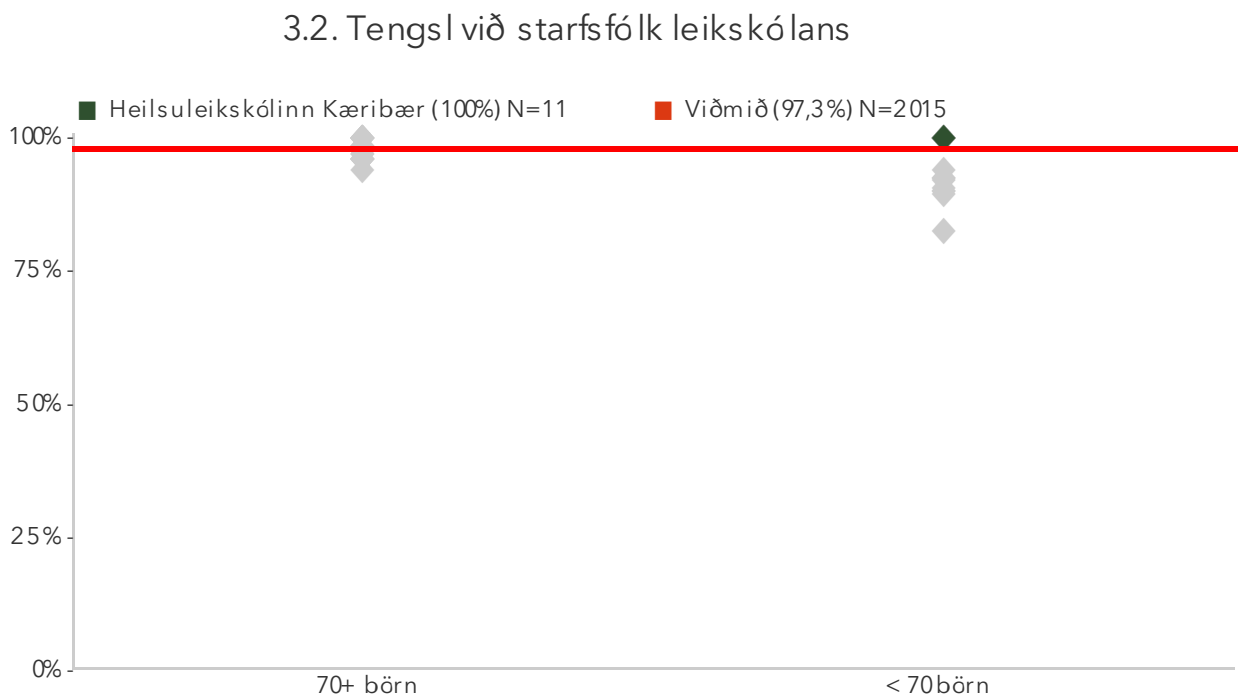 3.2. Tengsl við starfsfólk leikskólans
Heilsuleikskólinn Kæribær (100%) N=11
Viðmið (97,3%) N=2015
100%
75%
50%
25%
0%
70+ börn
< 70 börn